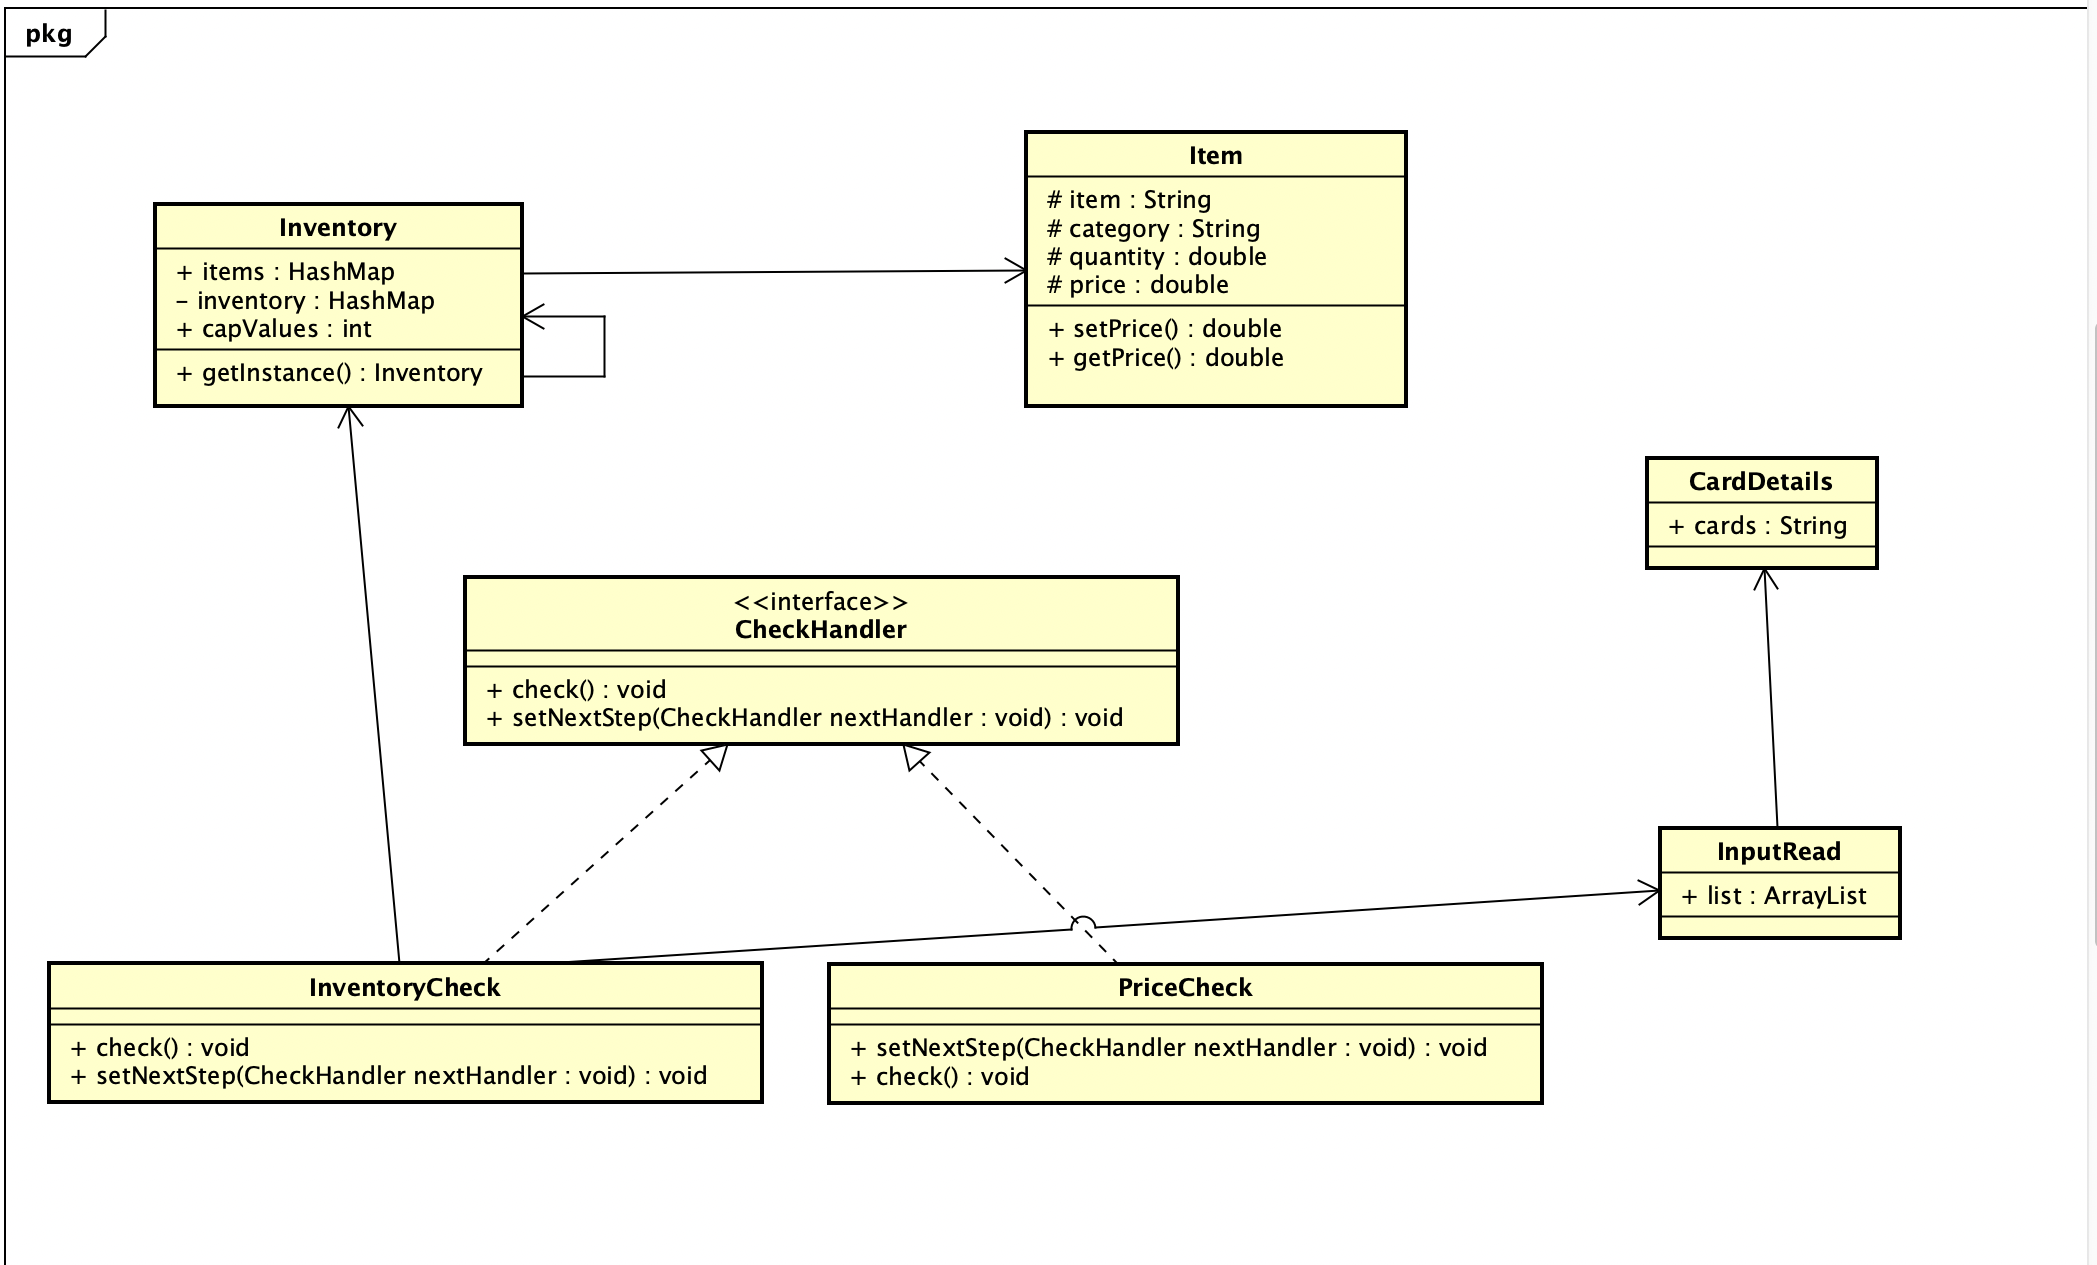 pkg
Item
# item : String
# category : String
# quantity : double
# price : double
+ setPrice() : double
+ getPrice() : double
Inventory
+ items : HashMap
- inventory : HashMap
+ capValues : int
+ getInstance() : Inventory
CardDetails
+ cards : String
<<interface>>
CheckHandler
+ check() : void
+ setNextStep(CheckHandler nextHandler : void) : void
InputRead
+ list : ArrayList
InventoryCheck
+ check() : void
+ setNextStep(CheckHandler nextHandler : void) : void
PriceCheck
+ setNextStep(CheckHandler nextHandler : void) : void
+ check() : void